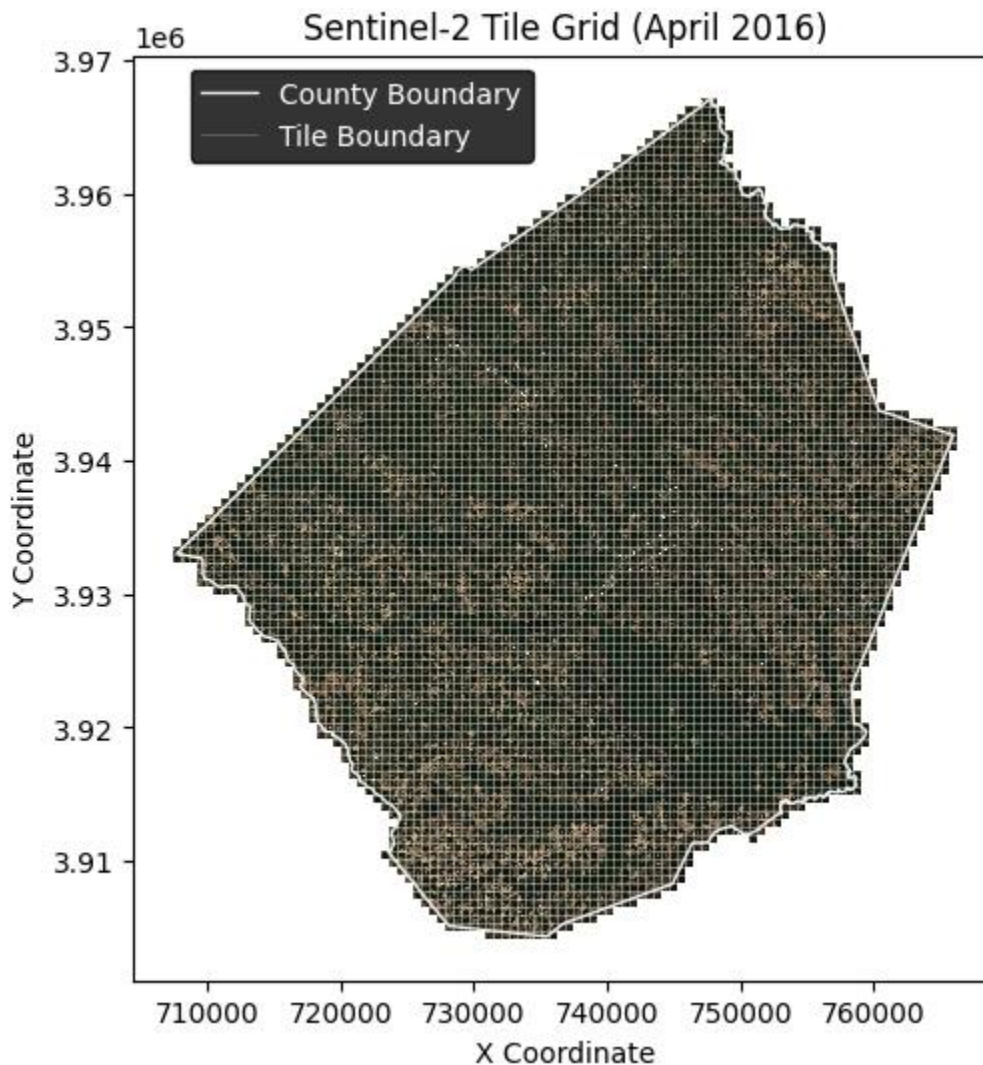 Sentinel-2 Tile Grid (April 2016)
1e6
County Boundary
Tile Boundary
3.97
3.96
3.95
3.94
3.93
3.92
3.91
Y Coordinate
710000 720000 730000 740000 750000 760000
X Coordinate